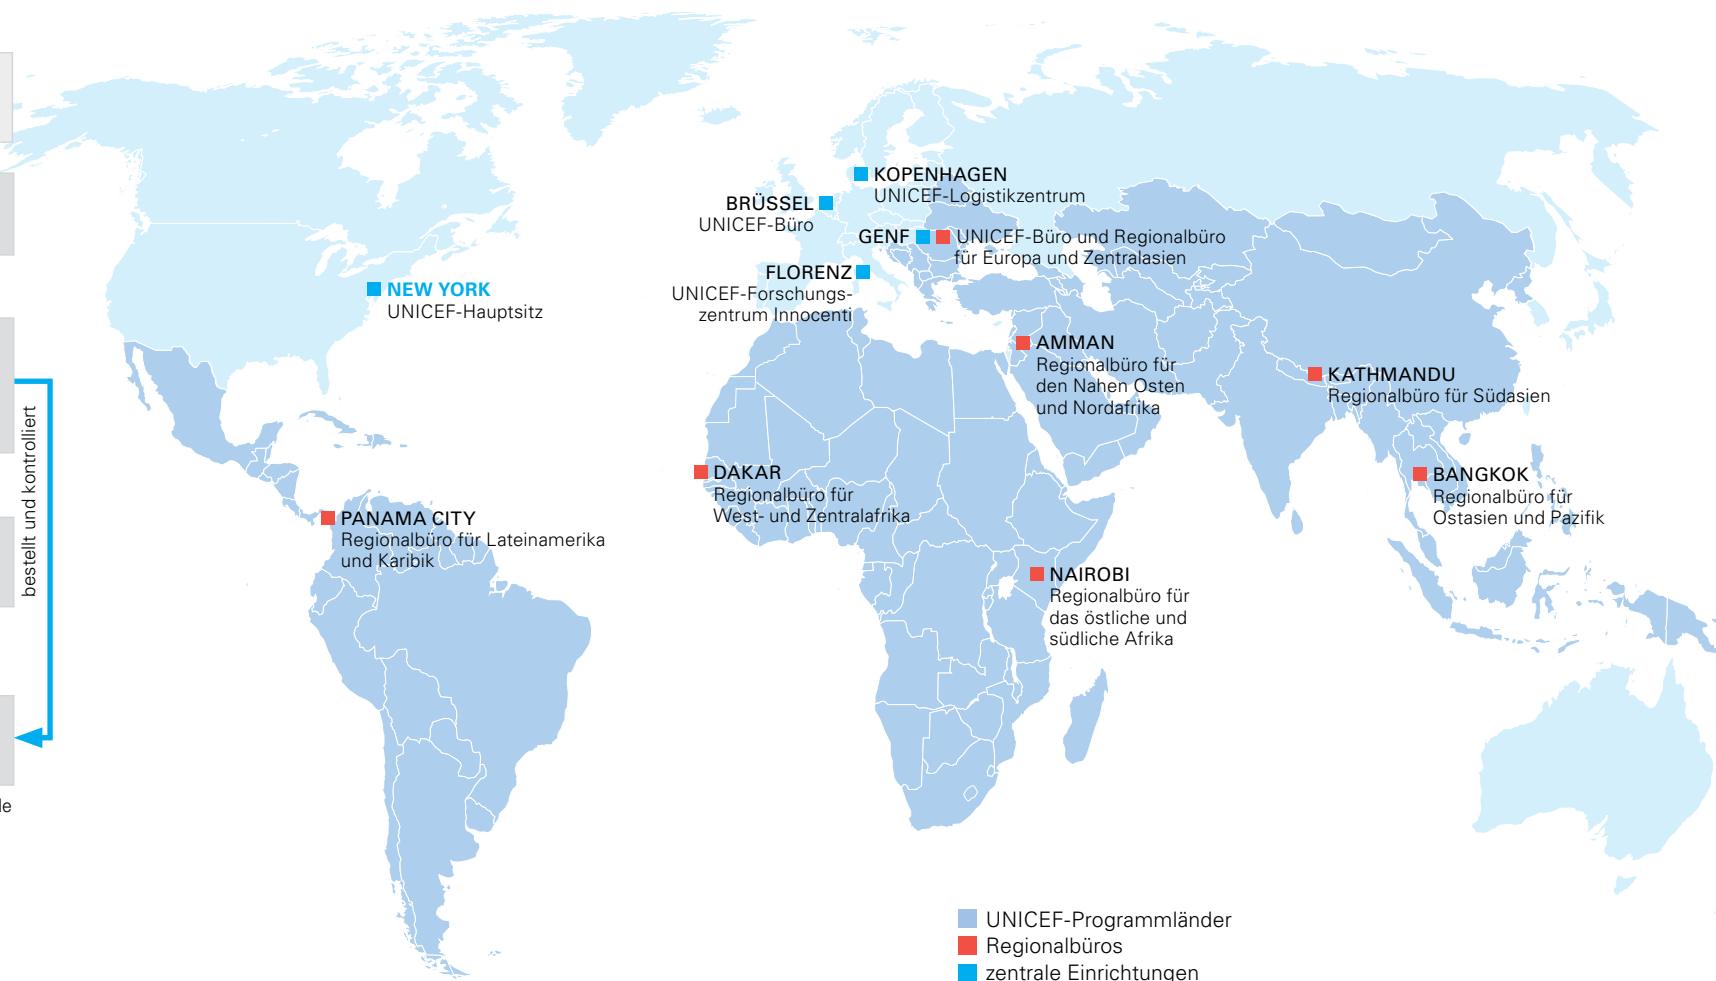 KOPENHAGEN
UNICEF-Logistikzentrum
BRÜSSEL
UNICEF-Büro
GENF
UNICEF-Büro und Regionalbüro
für Europa und Zentralasien
FLORENZ
UNICEF-Forschungs-
zentrum Innocenti
NEW YORK
UNICEF-Hauptsitz
AMMAN
Regionalbüro für
den Nahen Osten
und Nordafrika
KATHMANDU
Regionalbüro für Südasien
bestellt und kontrolliert
DAKAR
Regionalbüro für
West- und Zentralafrika
BANGKOK
Regionalbüro für
Ostasien und Pazifik
PANAMA CITY
Regionalbüro für Lateinamerika
und Karibik
NAIROBI
Regionalbüro für
das östliche und
südliche Afrika
UNICEF-Programmländer
Regionalbüros
zentrale Einrichtungen